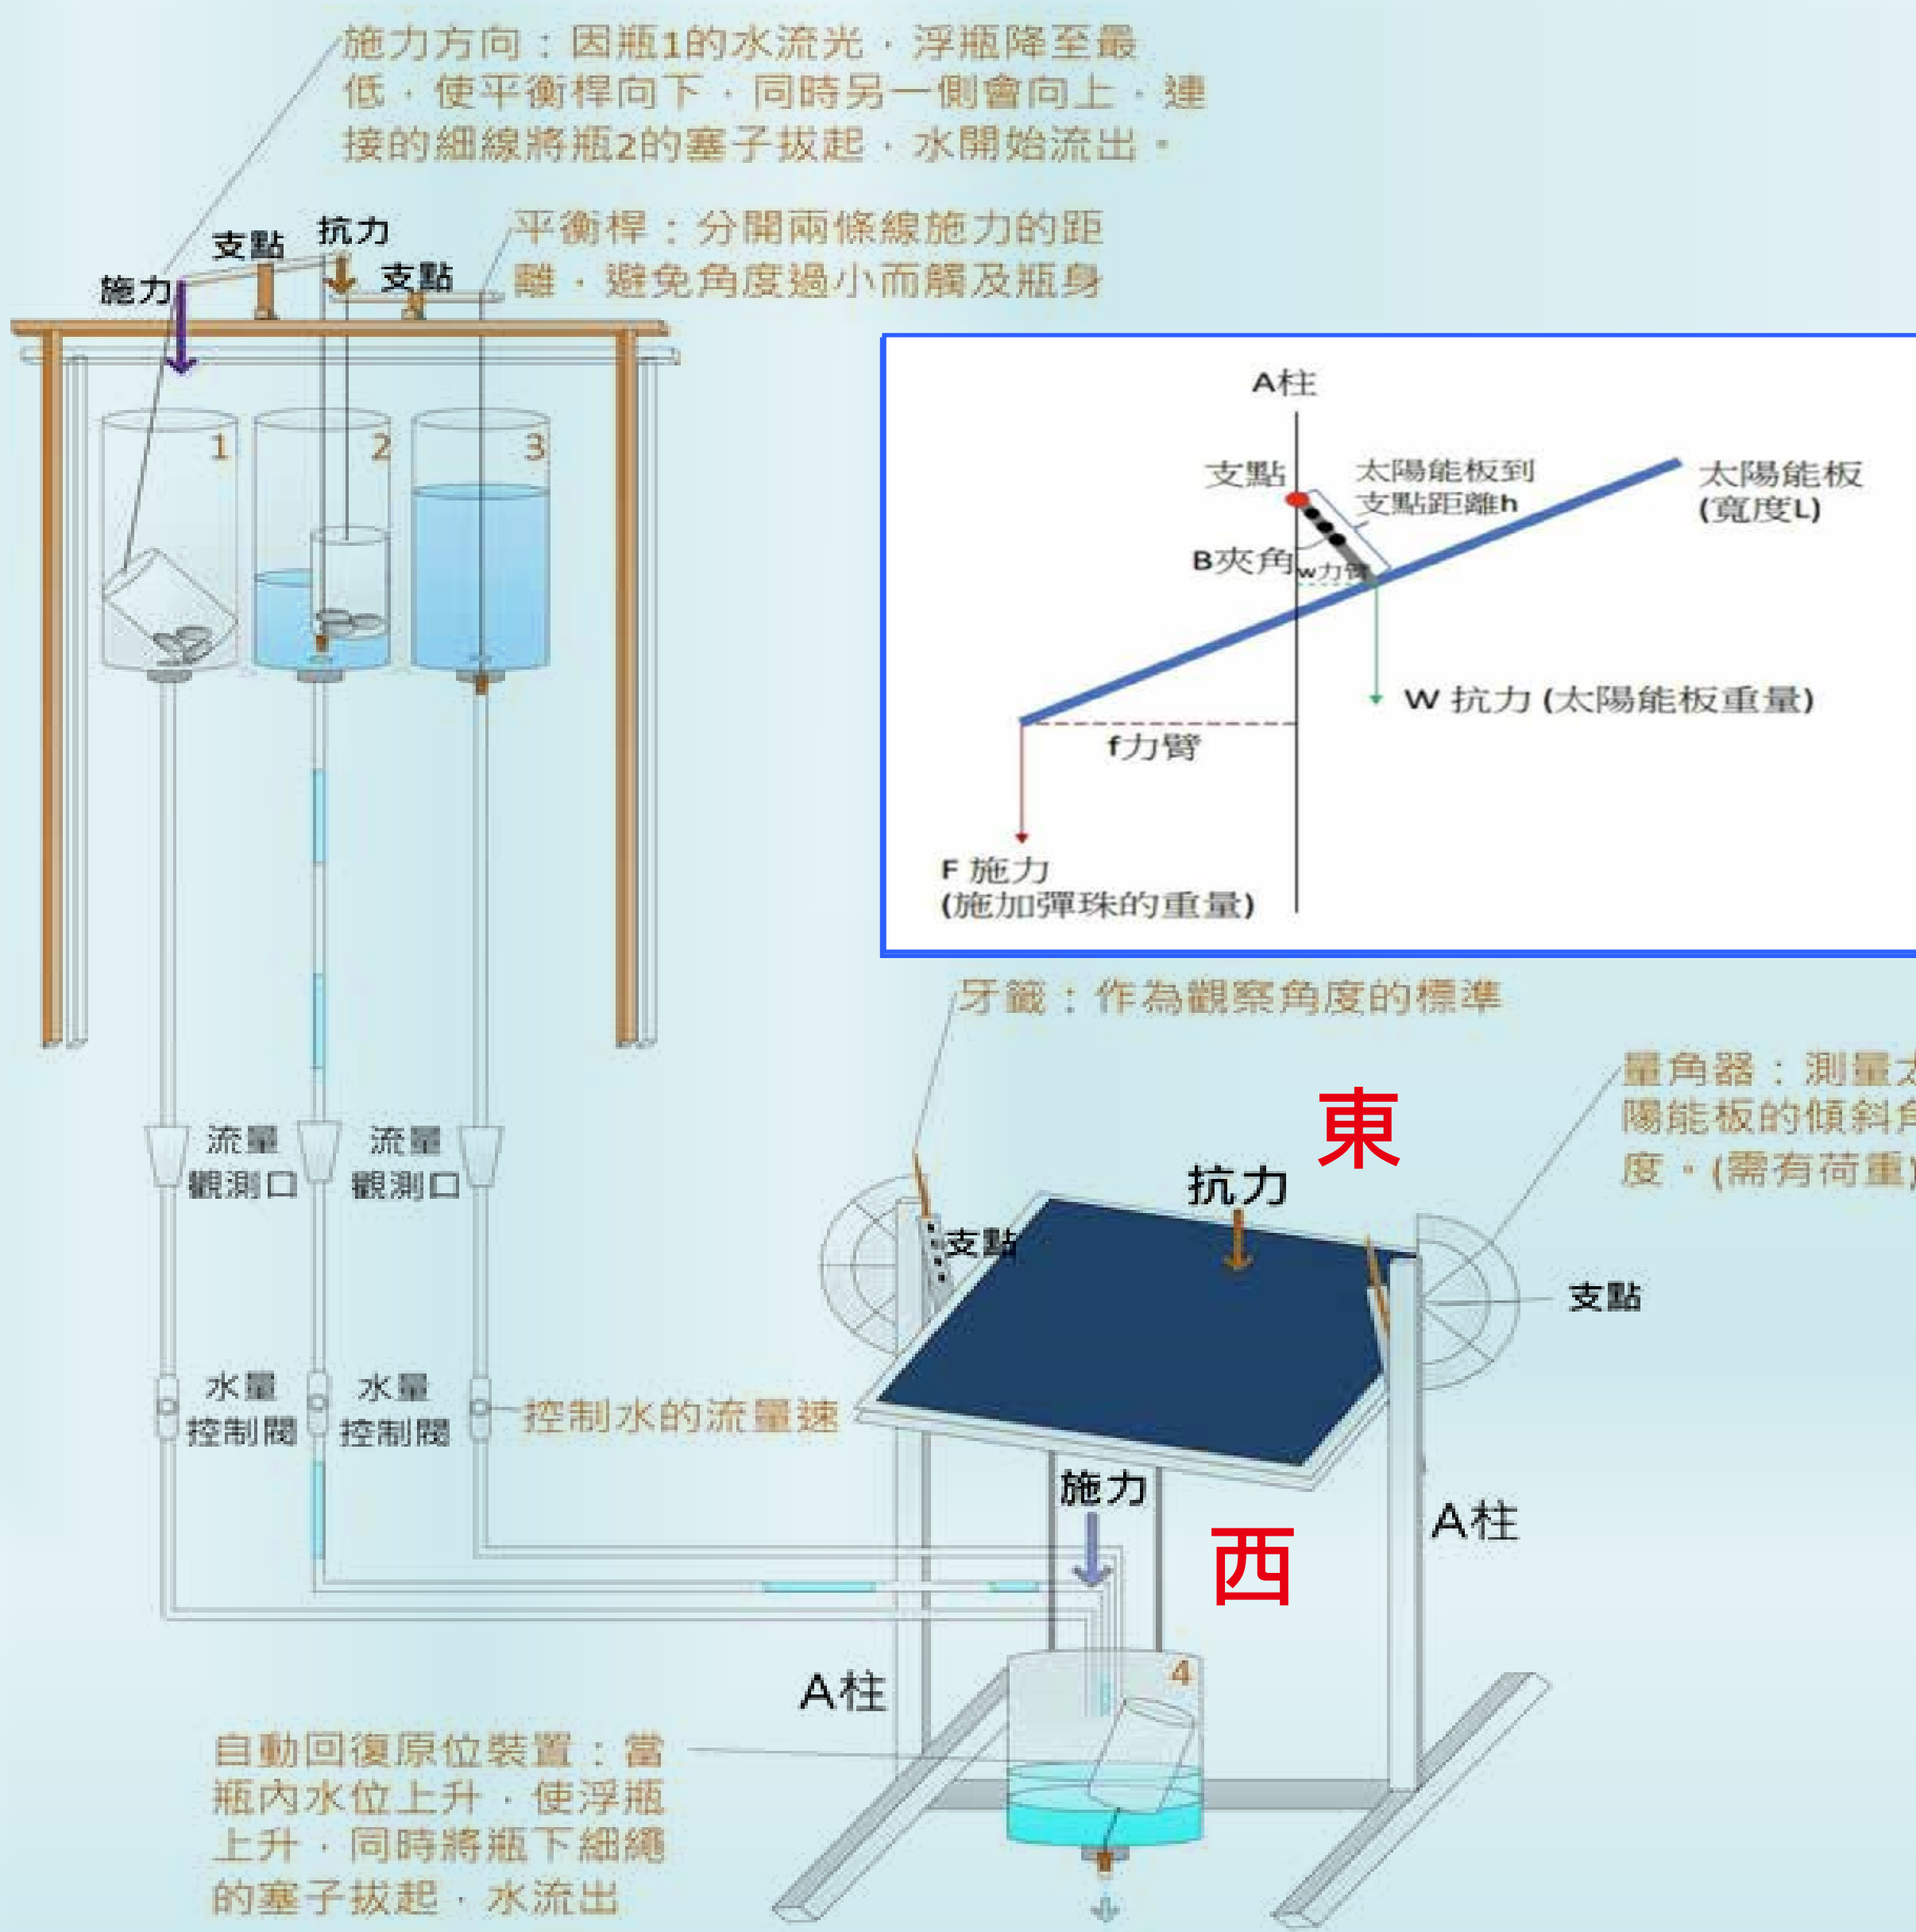 施力方向：因瓶1的水流光，浮瓶降至最
低，使平衡桿向下，同時另一側會向上，連
接的細線將瓶2的塞子拔起，水開始流出。
支點
抗力
施力
支點
平衡桿：分開兩條線施力的距
離，避免角度過小而觸及瓶身
1
2
3
A柱
支點
太陽能板到
支點距離h
太陽能板
(寬度L)
B夾角
w力臂
W 抗力 (太陽能板重量)
f力臂
F 施力
(施加彈珠的重量)
牙籤：作為觀察角度的標準
量角器：測量太
陽能板的傾斜角
度。(需有荷重)
東
抗力
支點
支點
流量
觀測口
流量
觀測口
水量
控制閥
水量
控制閥
控制水的流量速
施力
西
A柱
A柱
4
自動回復原位裝置：當
瓶內水位上升，使浮瓶
上升，同時將瓶下細繩
的塞子拔起，水流出